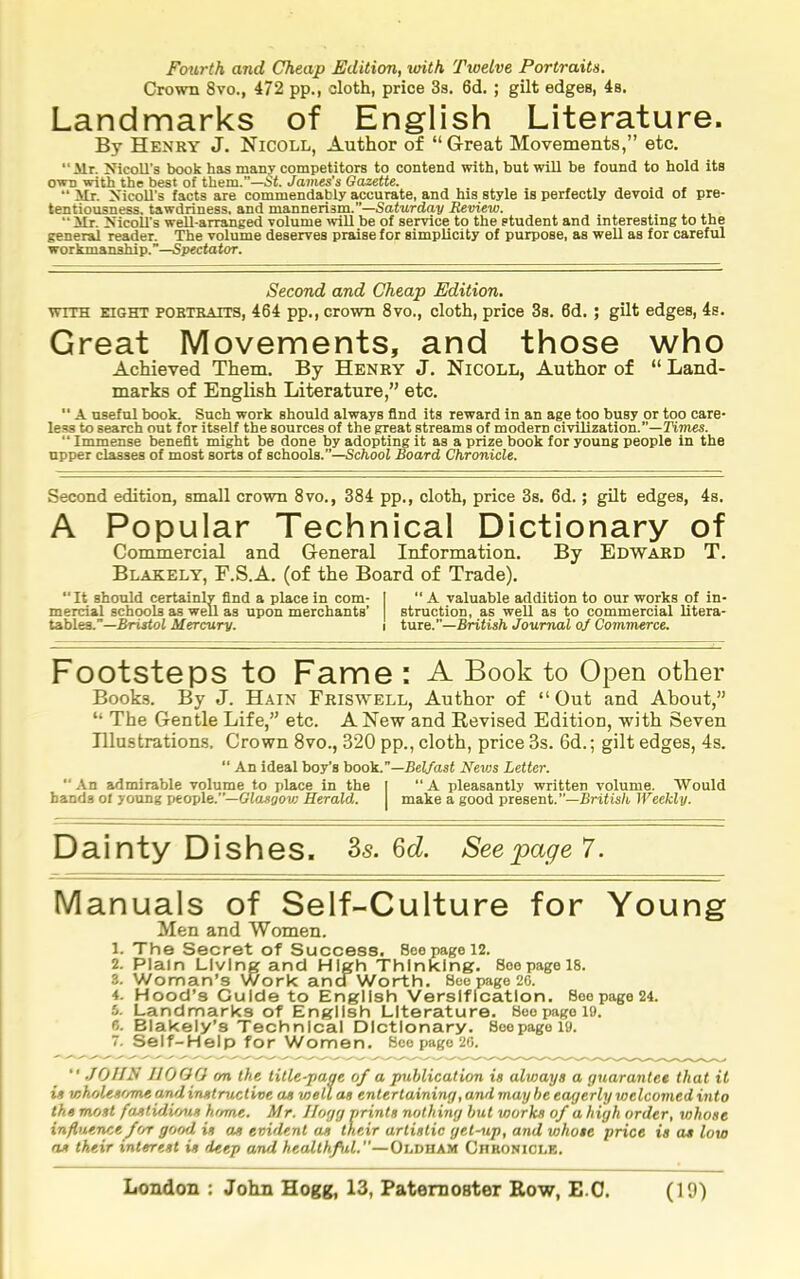 Fourth and Cheap Edition, with Twelve Portraits.
Crown 8vo., 472 pp., cloth, price 3s. 6d. ; gilt edges, 4s.
Landmarks of English Literature.
By Henry J. Nicoll, Author of “Great Movements,” etc.
“Mr. Nicoll's book has many competitors to contend with, but will be found to hold its
own with the best of them.”—St. James's Gazette.
“Mr. Nicoll's facts are commendably accurate, and his style is perfectly devoid of pre-
tentiousness, tawdriness, and mannerism.”—Saturday Review.
“Mr. Nicoll's well-arranged volume will be of service to the student and interesting to the
general reader. The volume deserves praise for simplicity of purpose, as well as for careful
workmanship.”—Spectator.
Second and Cheap Edition.
WITH EIGHT PORTRAITS, 464 pp., crown 8vo., cloth, price 3s. 6d. ; gilt edges, 4s.
Great Movements, and those who
Achieved Them. By Henry J. Nicoll, Author of “Land-
marks of English Literature,” etc.
“A useful book. Such work should always find its reward in an age too busy or too care-
less to search out for itself the sources of the great streams of modern civilization.”—Times.
“Immense benefit might be done by adopting it as a prize book for young people in the
upper classes of most sorts of schools.”—School Board Chronicle.
Second edition, small crown 8vo., 384 pp., cloth, price 3s. 6d. ; gilt edges, 4s.
A Popular Technical Dictionary of
Commercial and General Information. By Edward T.
Blakely, F.S.A. (of the Board of Trade).
“It should certainly find a place in com-
mercial schools as well as upon merchants'
tables.”—Bristol Mercury.
“A valuable addition to our works of in-
struction, as well as to commercial litera-
ture.”—British Journal of Commerce.
Footsteps to Fame : A Book to Open other
Books. By J. Hain Friswell, Author of “Out and About,”
“The Gentle Life,” etc. A New and Revised Edition, with Seven
Illustrations. Crown 8vo., 320 pp., cloth, price 3s. 6d.; gilt edges, 4s.
“An ideal boy's book.”—Belfast News Letter.
“An admirable volume to place in the
hands of young people.”—Glasgow Herald.
“A pleasantly written volume. Would
make a good present.”—British Weekly.
Dainty Dishes. 3s. 6d. See page 7.
Manuals of Self-Culture for Young
Men and Women.
1. The Secret of Success. See page 12.
2. Plain Living and High Thinking. See page 18.
3. Woman's Work and Worth. See page 26.
4. Hood's Guide to English Versification. See page 24.
5. Landmarks of English Literature. See page 19.
6. Blakely's Technical Dictionary. See page 19.
7. Self-Help for Women. See page 26.
“JOHN HOGG on the title-page of a publication is always a guarantee that it
is wholesome and instructive as well as entertaining, and may be eagerly welcomed into
the most fastidious home. Mr. Hogg prints nothing but works of a high order, whose
influence for good is as evident as their artistic get-up, and whose price is as low
as their interest is deep and healthful.”—Oldham Chronicle.
London : John Hogg, 13, Paternoster Row, E.C. (19)